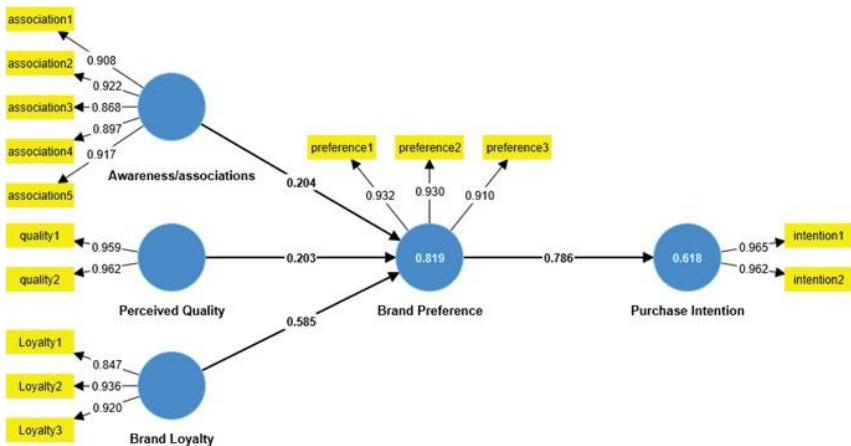 association1
association2
association3
association4
association5
0.908
0.922
0.868
0.897
0.917
Awareness/associations
0.204
quality1
quality2
0.959
0.962
Perceived Quality
0.203
Loyalty1
Loyalty2
Loyalty3
0.847
0.936
0.920
Brand Loyalty
0.585
preference1
preference2
preference3
0.932
0.930
0.910
0.819
Brand Preference
0.786
0.618
Purchase Intention
0.965
0.962
intention1
intention2